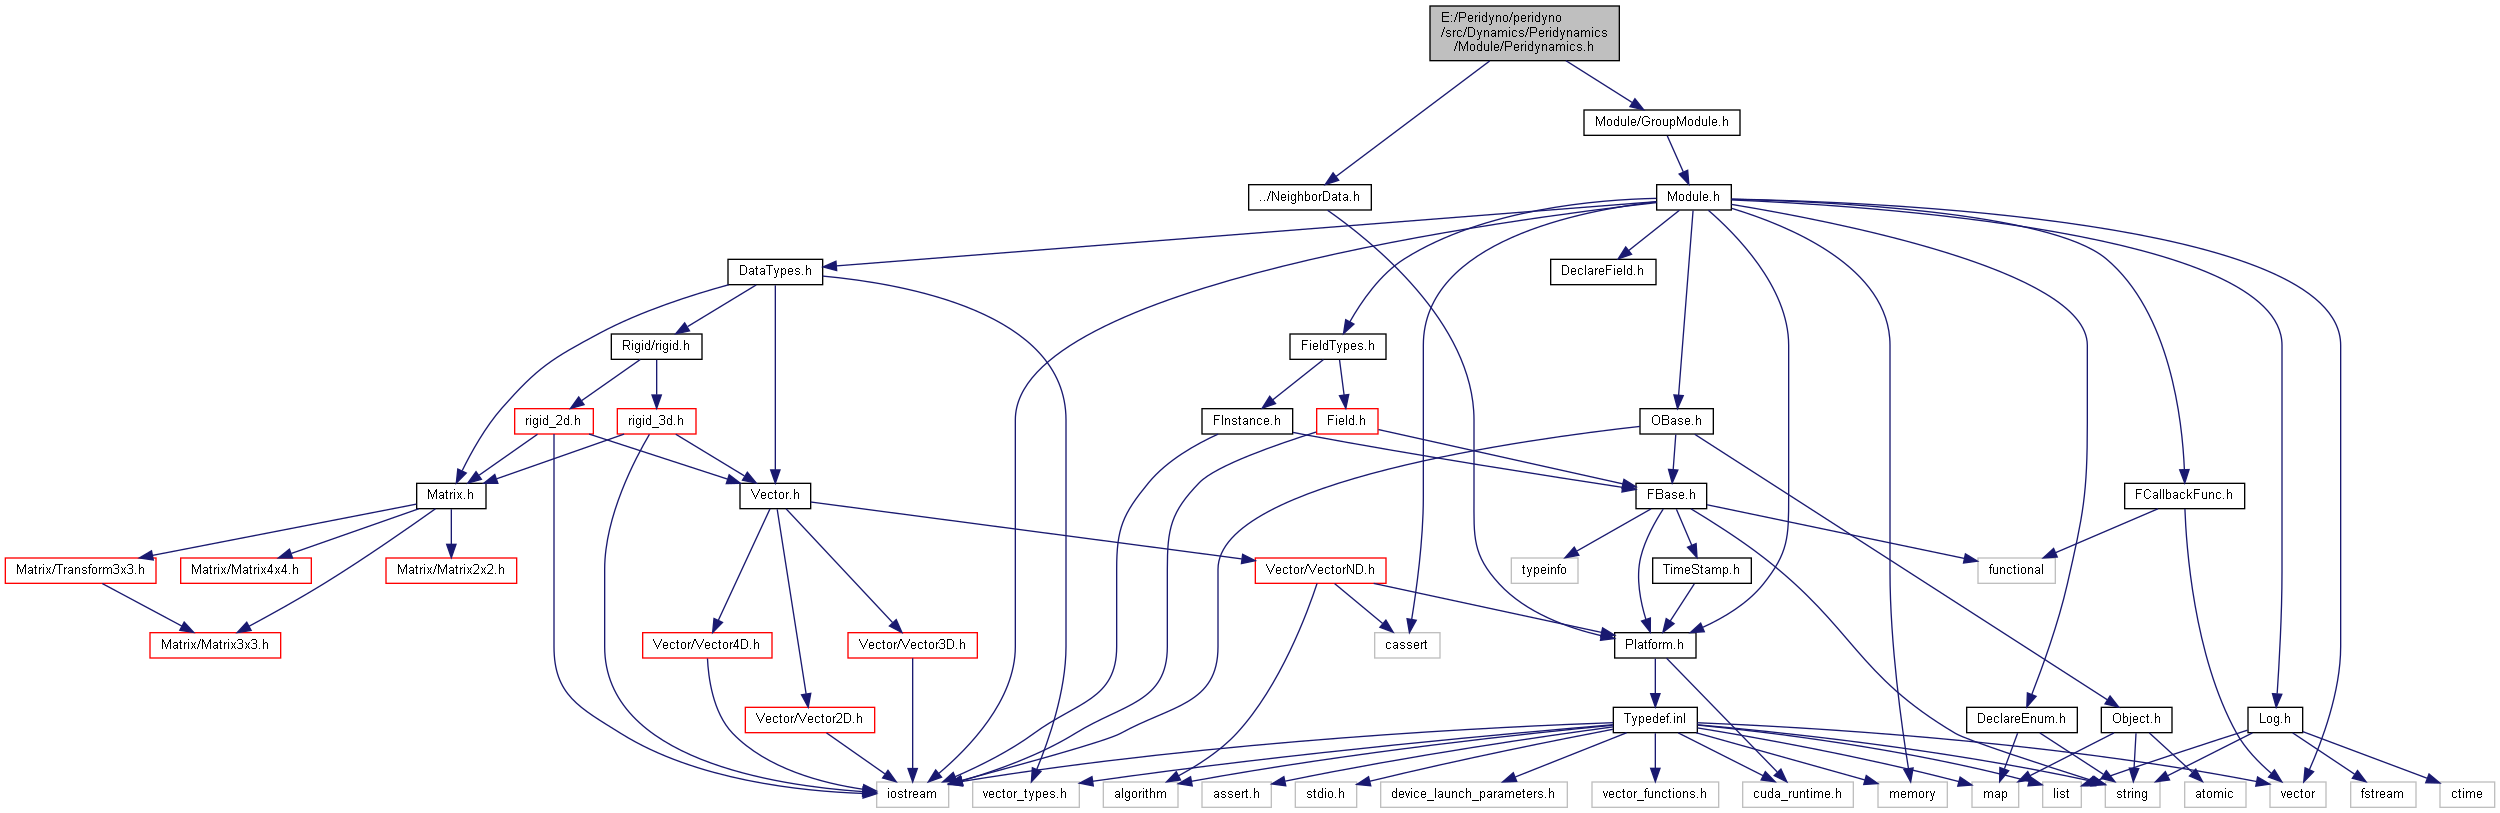 E:/Peridyno/peridyno
/src/Dynamics/Peridynamics
/Module/Peridynamics.h
Module/GroupModule.h
../NeighborData.h
Module.h
DataTypes.h
DeclareField.h
Rigid/rigid.h
FieldTypes.h
rigid_2d.h
rigid_3d.h
FInstance.h
Field.h
OBase.h
Matrix.h
Vector.h
FBase.h
FCallbackFunc.h
Matrix/Transform3x3.h
Matrix/Matrix4x4.h
Matrix/Matrix2x2.h
Vector/VectorND.h
typeinfo
TimeStamp.h
functional
Matrix/Matrix3x3.h
Vector/Vector4D.h
Vector/Vector3D.h
cassert
Platform.h
Vector/Vector2D.h
Typedef.inl
DeclareEnum.h
Object.h
Log.h
iostream
vector_types.h
algorithm
assert.h
stdio.h
device_launch_parameters.h
vector_functions.h
cuda_runtime.h
memory
map
list
string
atomic
vector
fstream
ctime